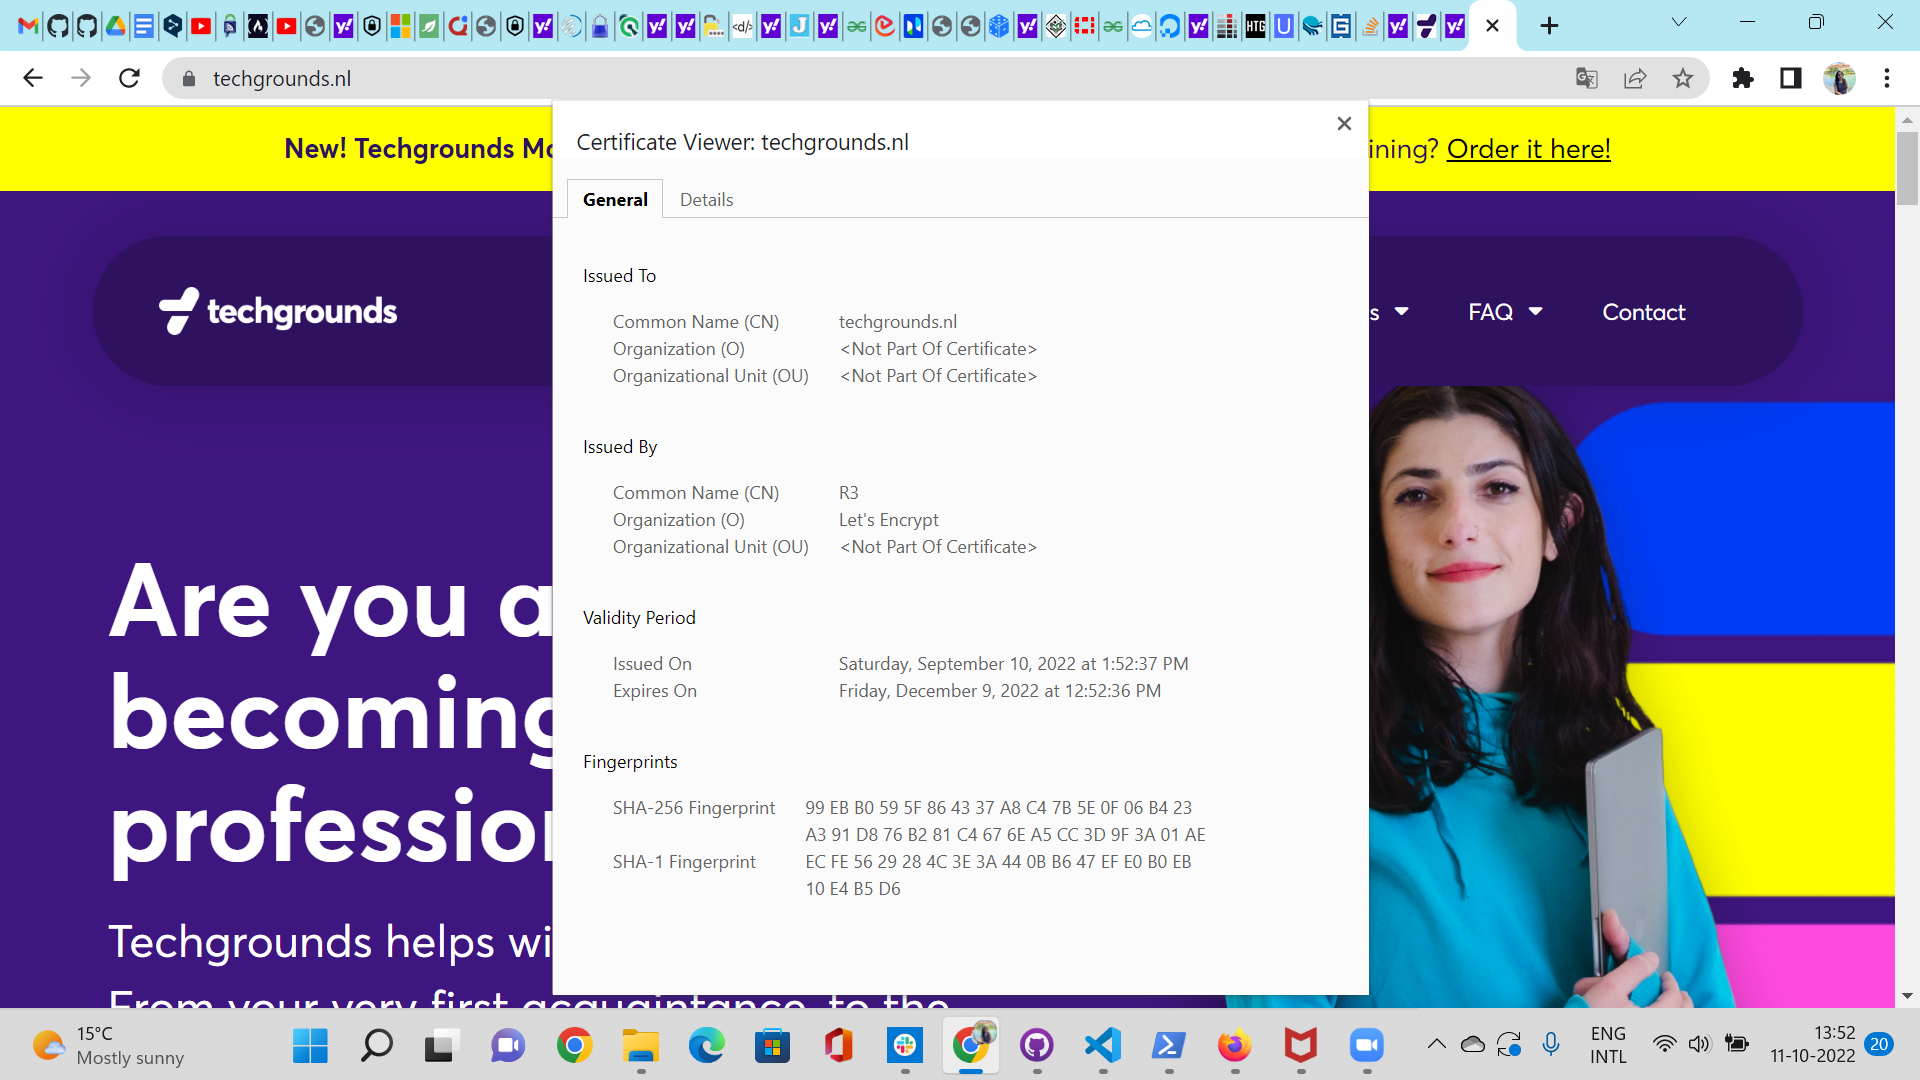 techgrounds.nl
New! Techgrounds
ining? Order it here!
techgrounds
FAQ
Contact
Certificate Viewer: techgrounds.nl
General
Details
Issued To
Common Name (CN) techgrounds.nl
Organization (O) <Not Part Of Certificate>
Organizational Unit (OU) <Not Part Of Certificate>
Issued By
Common Name (CN) R3
Organization (O) Let's Encrypt
Organizational Unit (OU) <Not Part Of Certificate>
Validity Period
Issued On Saturday, September 10, 2022 at 1:52:37 PM
Expires On Friday, December 9, 2022 at 12:52:36 PM
Fingerprints
SHA-256 Fingerprint 99 EB B0 59 5F 86 43 37 A8 C4 7B 5E 0F 06 B4 23
A3 91 D8 76 B2 81 C4 67 6E A5 CC 3D 9F 3A 01 AE
SHA-1 Fingerprint EC FE 56 29 28 4C 3E 3A 44 0B B6 47 EF E0 B0 EB
10 E4 B5 D6
Are you a
becoming
profession
Techgrounds helps wi
From your very first acquaintance, to the
15°C
Mostly sunny
ENG
INTL
13:52
11-10-2022
20